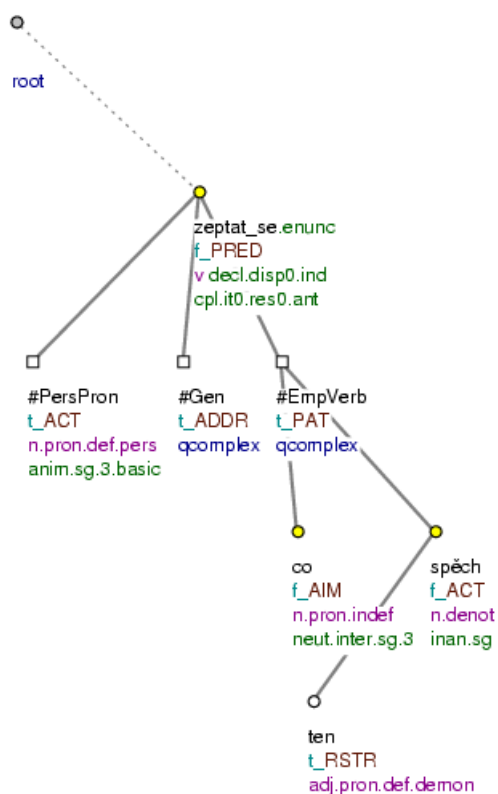 root
zeptat_se.enunc
f_PRED
v decl.disp0.ind
cpl.it0.res0.ant
#PersPron
t_ACT
n.pron.def.pers
anim.sg.3.basic
#Gen
t_ADDR
qcomplex
#EmpVerb
t_PAT
qcomplex
co
f_AIM
n.pron.indef
neut.inter.sg.3
spěch
f_ACT
n.denot
inan.sg
ten
t_RSTR
adj.pron.def.demon